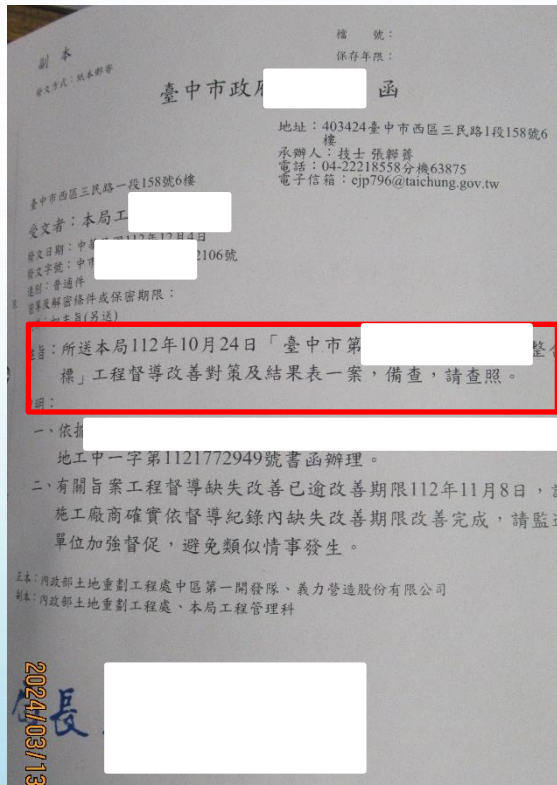 檔 號：
保存年限：
副 本
發文方式：紙本郵寄
臺中市政府 函
地址：403424臺中市西區三民路1段158號6
樓
承辦人：技士 張
電話：04-22218558分機63875
電子信箱：cjp796@taichung.gov.tw
臺中市西區三民路一段158號6樓
受文者：本局工
發文日期：中 112年12月4日
發文字號：中市 2106號
速別：普通件
密等及解密條件或保密期限：
(另送)
旨：所送本局112年10月24日「臺中市第 整合
標」工程督導改善對策及結果表一案，備查，請查照。
明：
一、依據
地工中一字第1121772949號書函辦理。
二、有關旨案工程督導缺失改善已逾改善期限112年11月8日，
施工廠商確實依督導紀錄內缺失改善期限改善完成，請監造
單位加強督促，避免類似情事發生。
正本：內政部土地重劃工程處中區第一開發隊、義力營造股份有限公司
副本：內政部土地重劃工程處、本局工程管理科
長
2024/03/13